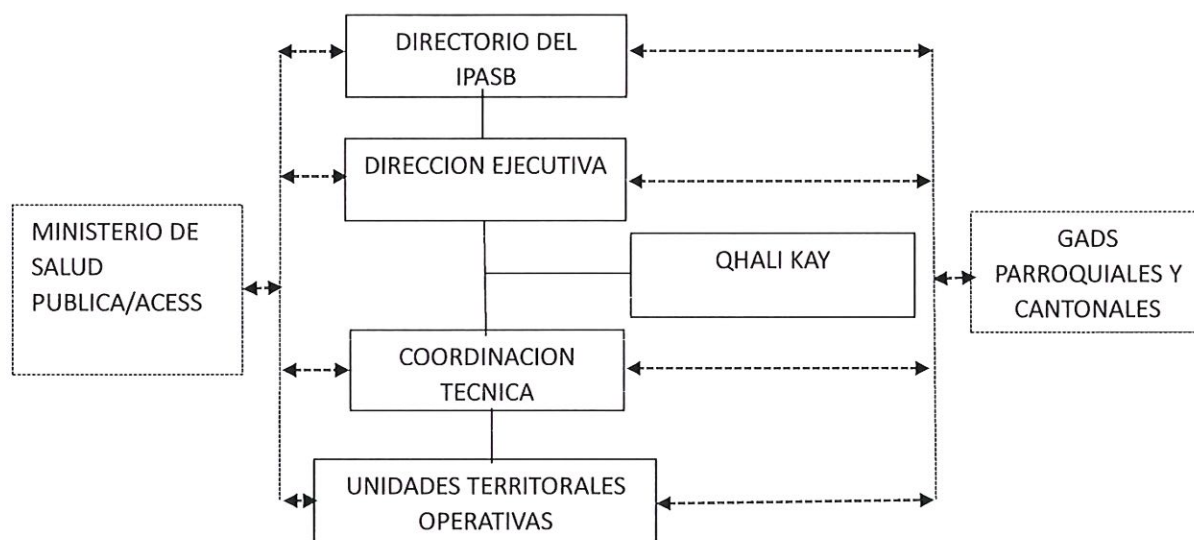 DIRECTORIO DEL
IPASB
DIRECCION EJECUTIVA
MINISTERIO DE
SALUD
PUBLICA/ACESS
QHALI KAY
GADS
PARROQUIALES Y
CANTONALES
COORDINACION
TECNICA
UNIDADES TERRITORALES
OPERATIVAS